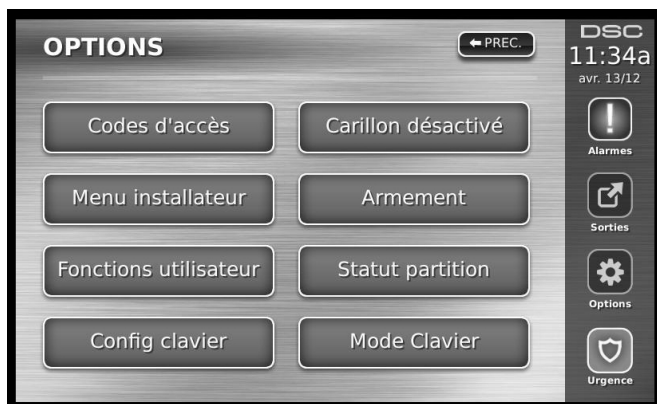 OPTIONS
PREC.
Codes d'accès
Carillon désactivé
Menu installateur
Armement
Fonctions utilisateur
Statut partition
Config clavier
Mode Clavier
DSC
11:34a
avr. 13/12
Alarmes
Sorties
Options
Urgence